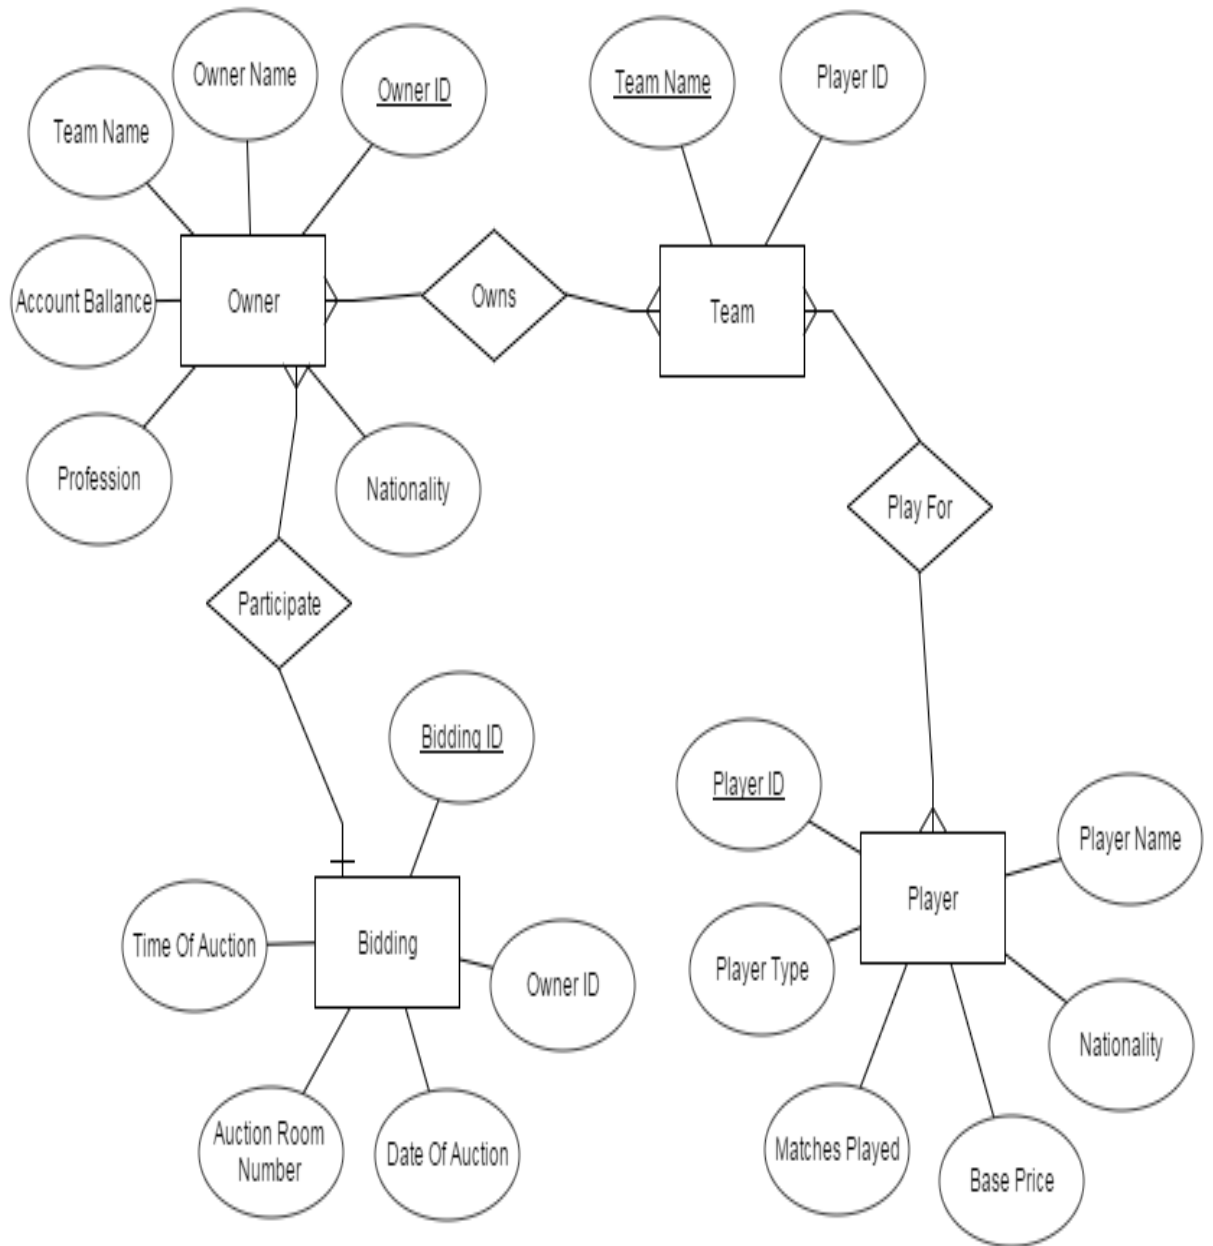 Owner Name
Owner ID
Team Name
Player ID
Team Name
Account Ballance
Owner
Owns
Team
Profession
Nationality
Play For
Participate
Bidding ID
Player ID
Player Name
Player
Time Of Auction
Bidding
Owner ID
Player Type
Nationality
Auction Room
Number
Date Of Auction
Matches Played
Base Price